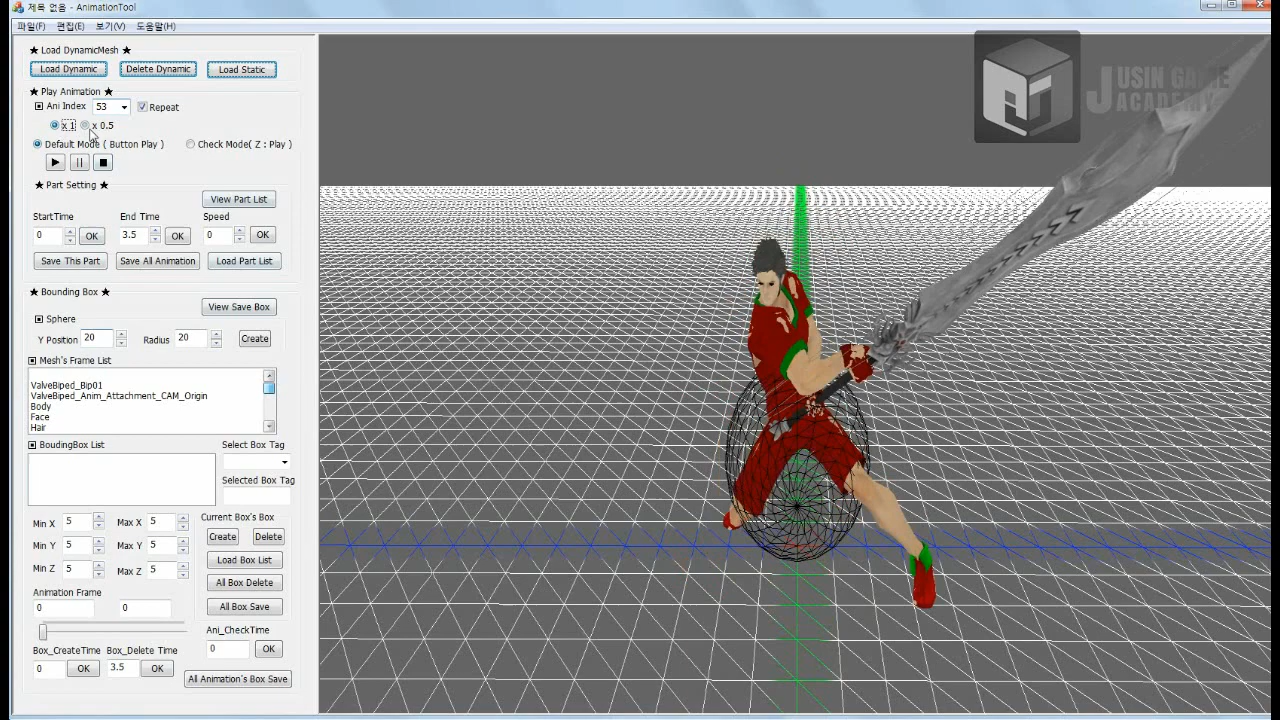 제목 없음 - AnimationTool
파일(F) 편집(E) 보기(V) 도움말(H)
★ Load DynamicMesh ★
Load Dynamic Delete Dynamic Load Static
★ Play Animation ★
Ani Index 53 Repeat
x 1 x 0.5
Default Mode ( Button Play ) Check Mode( Z : Play )
★ Part Setting ★
View Part List
StartTime End Time Speed
0 OK 3.5 OK 0 OK
Save This Part Save All Animation Load Part List
★ Bounding Box ★
View Save Box
Sphere
Y Position 20 Radius 20 Create
Mesh's Frame List
ValveBiped_Bip01
ValveBiped_Anim_Attachment_CAM_Origin
Body
Face
Hair
BoudingBox List Select Box Tag
Selected Box Tag
Min X 5 Max X 5 Current Box's Box
Min Y 5 Max Y 5 Create Delete
Min Z 5 Max Z 5 Load Box List
All Box Delete
Animation Frame
0 0 All Box Save
Ani_CheckTime
0 OK
Box_CreateTime Box_Delete Time
0 OK 3.5 OK
All Animation's Box Save
JUSIN GAME
ACADEMY